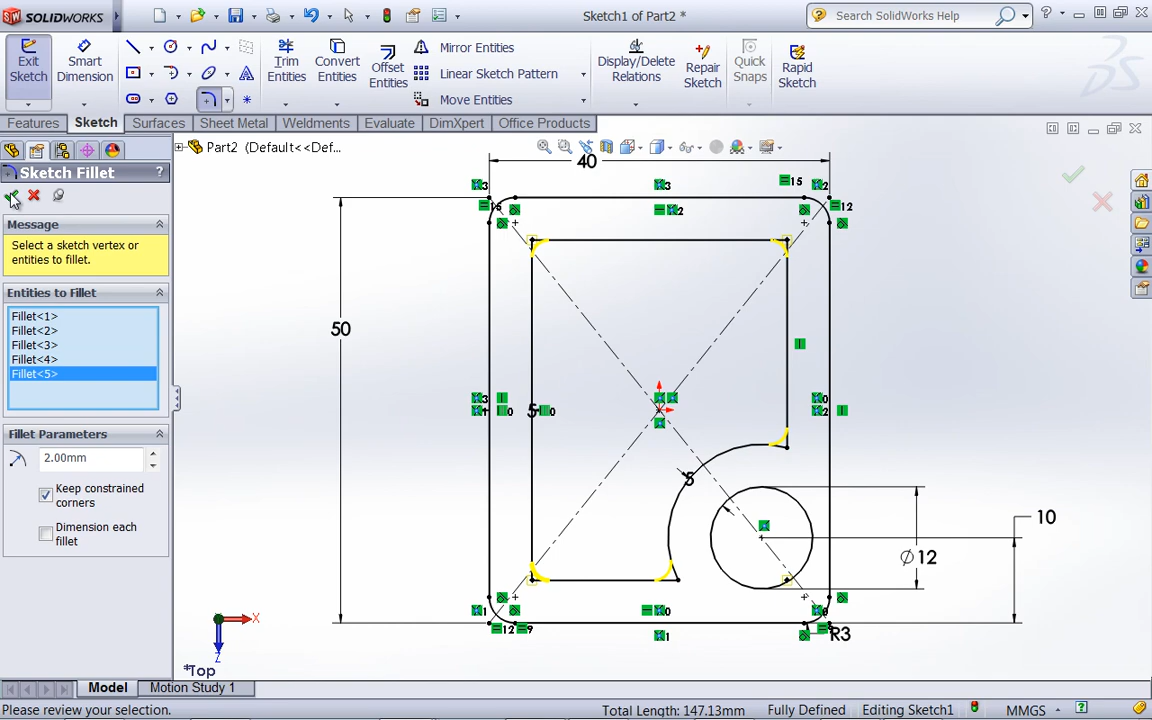 SOLIDWORKS
Sketch1 of Part2 *
Search SolidWorks Help
Exit Sketch
Smart Dimension
Trim Entities
Convert Entities
Offset Entities
Mirror Entities
Linear Sketch Pattern
Move Entities
Display/Delete Relations
Repair Sketch
Quick Snaps
Rapid Sketch
Features
Sketch
Surfaces
Sheet Metal
Weldments
Evaluate
DimXpert
Office Products
Part2 (Default<<Def...
Sketch Fillet
?
Message
Select a sketch vertex or
entities to fillet.
Entities to Fillet
Fillet<1>
Fillet<2>
Fillet<3>
Fillet<4>
Fillet<5>
Fillet Parameters
2.00mm
Keep constrained
corners
Dimension each
fillet
40
50
5
5
10
Ø12
R3
X
Z
*Top
Model
Motion Study 1
Please review your selection.
Total Length: 147.13mm
Fully Defined
Editing Sketch1
MMGS